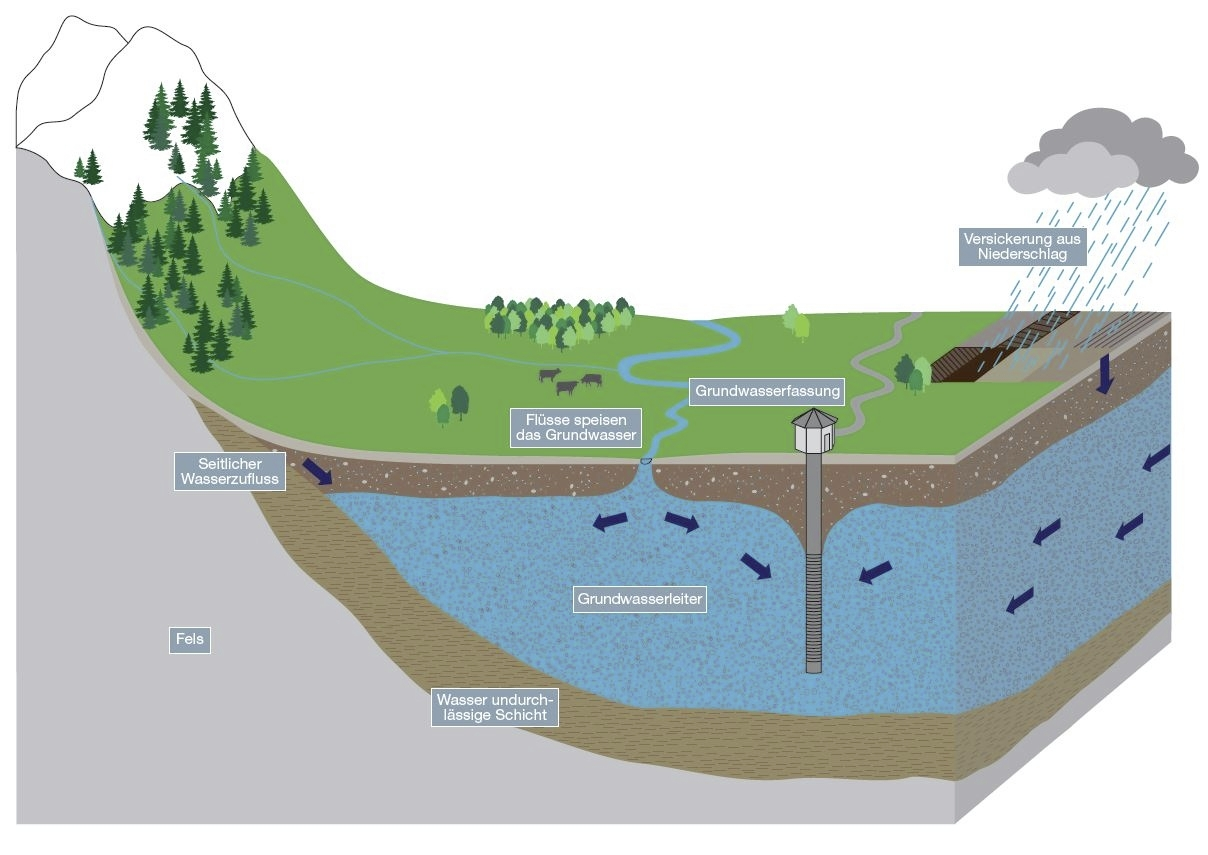 Versickerung aus
Niederschlag
Grundwasserfassung
Flüsse speisen
das Grundwasser
Seitlicher
Wasserzufluss
Grundwasserleiter
Fels
Wasser undurch-
lässige Schicht